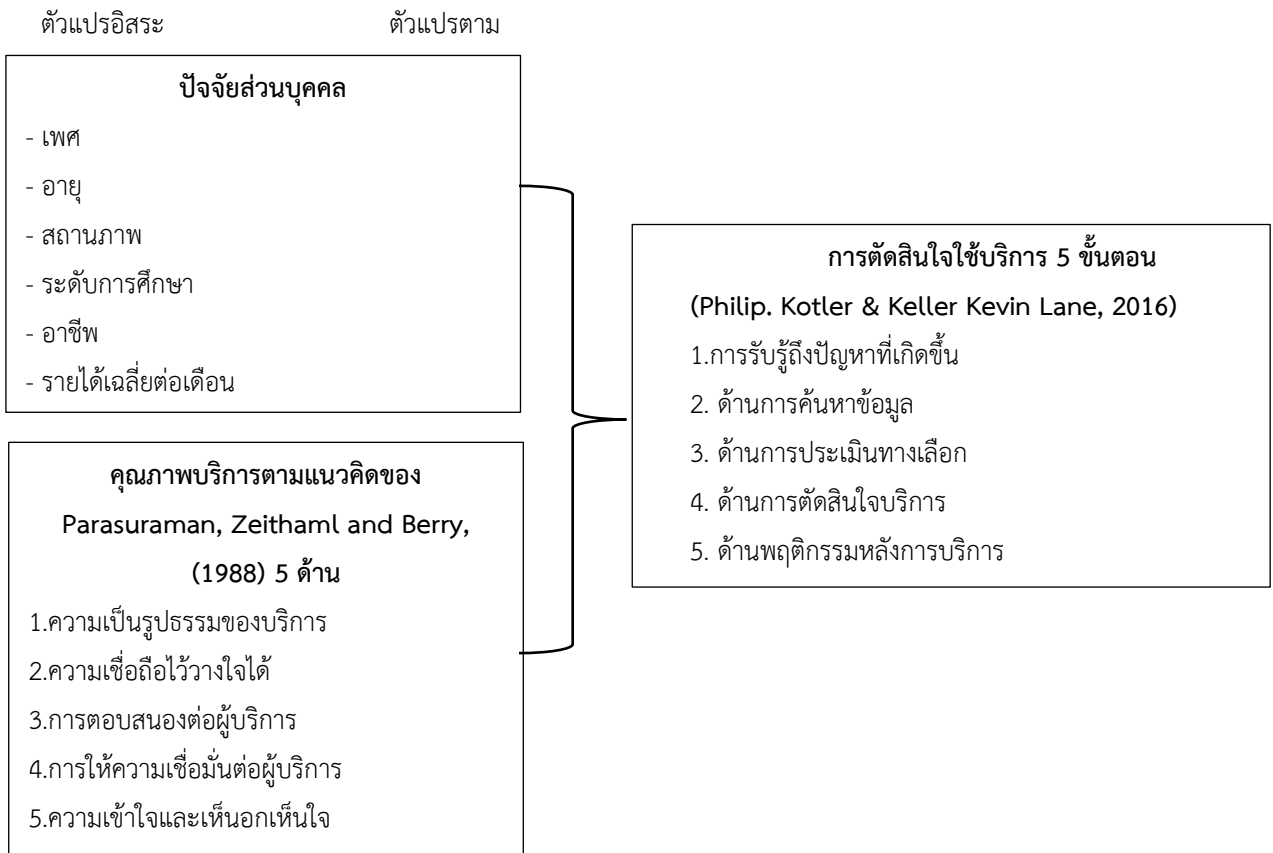 ตัวแปรอิสระ ตัวแปรตาม
ปัจจัยส่วนบุคคล
- เพศ
- อายุ
- สถานภาพ
- ระดับการศึกษา
- อาชีพ
- รายได้เฉลี่ยต่อเดือน
คุณภาพบริการตามแนวคิดของ
Parasuraman, Zeithaml and Berry,
(1988) 5 ด้าน
1.ความเป็นรูปธรรมของบริการ
2.ความเชื่อถือไว้วางใจได้
3.การตอบสนองต่อผู้บริการ
4.การให้ความเชื่อมั่นต่อผู้บริการ
5.ความเข้าใจและเห็นอกเห็นใจ
การตัดสินใจใช้บริการ 5 ขั้นตอน
(Philip. Kotler & Keller Kevin Lane, 2016)
1.การรับรู้ถึงปัญหาที่เกิดขึ้น
2. ด้านการค้นหาข้อมูล
3. ด้านการประเมินทางเลือก
4. ด้านการตัดสินใจบริการ
5. ด้านพฤติกรรมหลังการบริการ